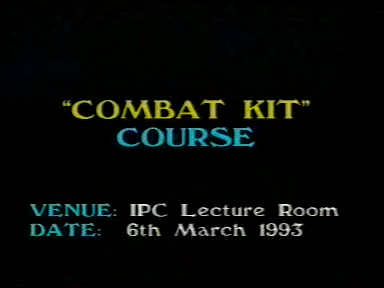 “COMBAT KIT”
COURSE
VENUE: IPC Lecture Room
DATE: 6th March 1993